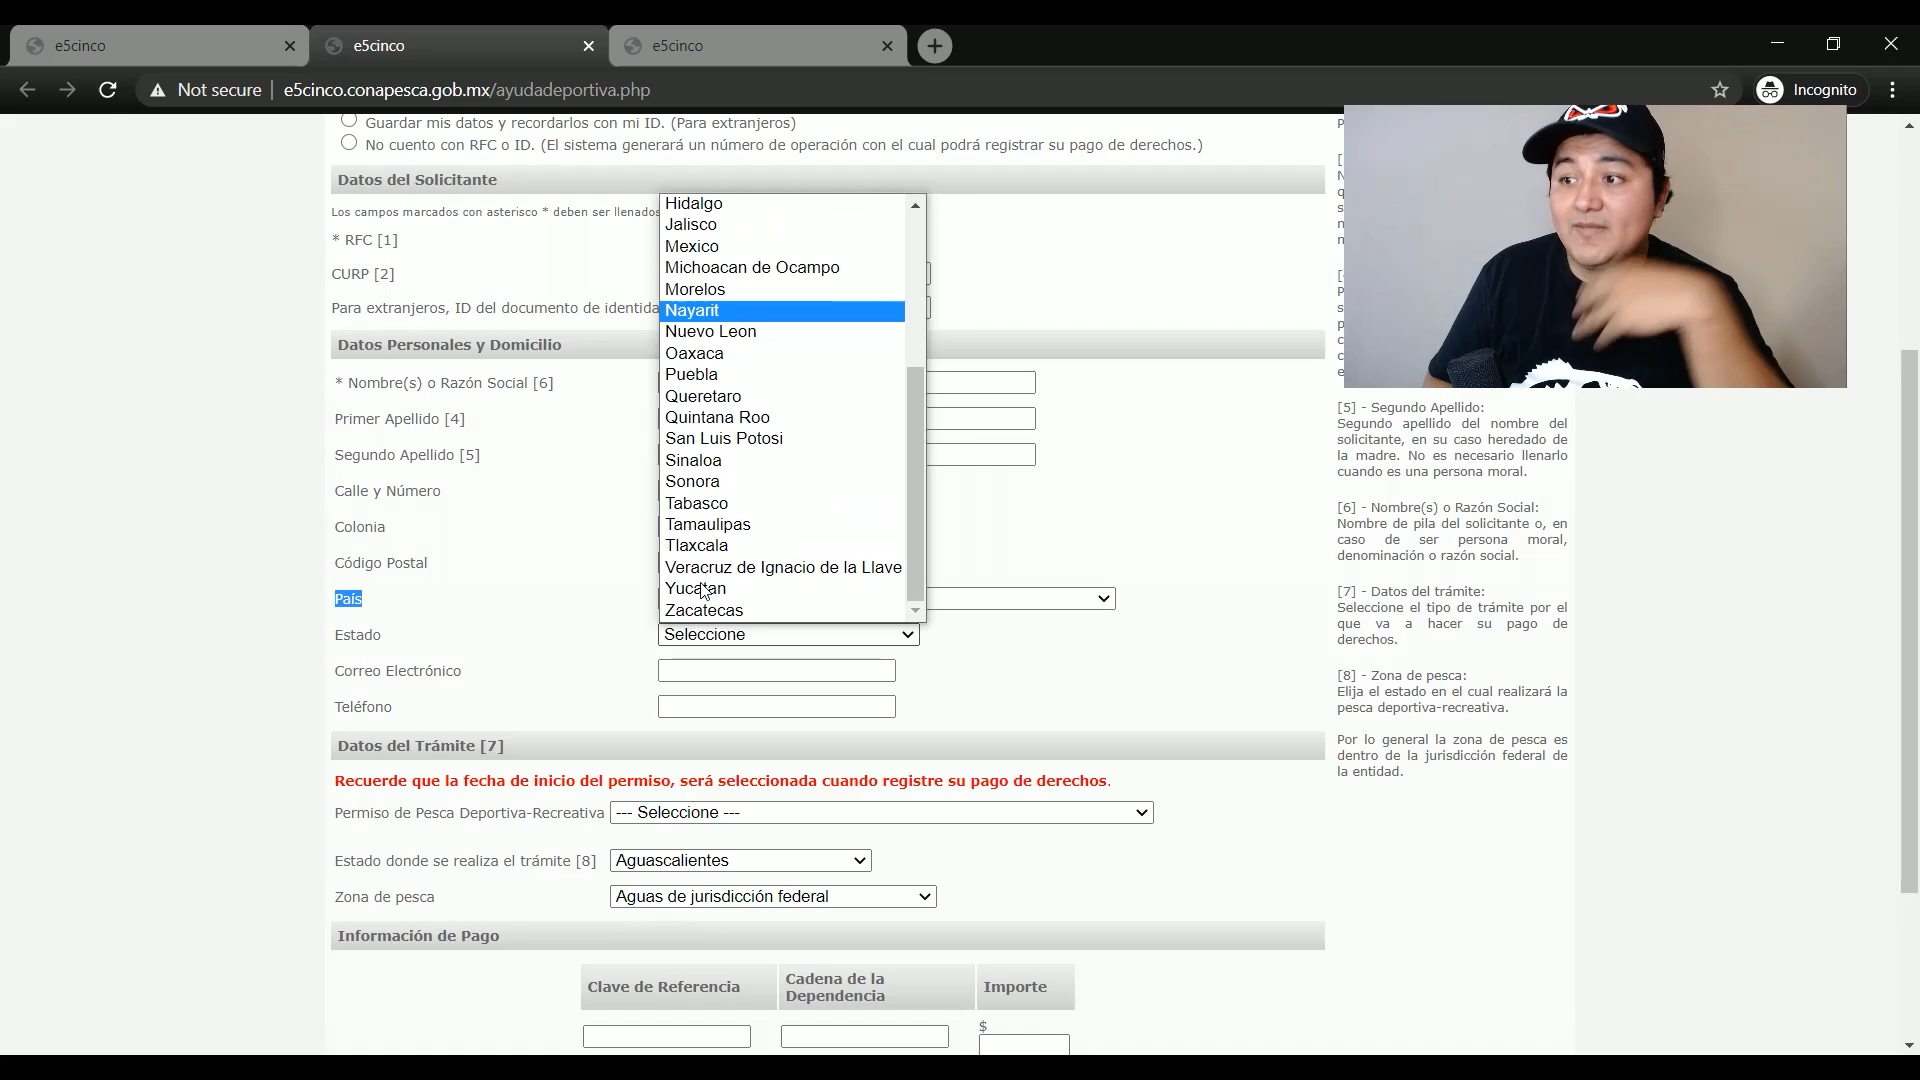 e5cinco
e5cinco
e5cinco
Not secure
e5cinco.conapesca.gob.mx/ayudadeportiva.php
Incognito
Guardar mis datos y recordarlos con mi ID. (Para extranjeros)
No cuento con RFC o ID. (El sistema generará un número de operación con el cual podrá registrar su pago de derechos.)
Datos del Solicitante
Los campos marcados con asterisco * deben ser llenados
* RFC [1]
CURP [2]
Para extranjeros, ID del documento de identida
Datos Personales y Domicilio
* Nombre(s) o Razón Social [6]
Primer Apellido [4]
Segundo Apellido [5]
Calle y Número
Colonia
Código Postal
País
Estado
Seleccione
Correo Electrónico
Teléfono
Hidalgo
Jalisco
Mexico
Michoacan de Ocampo
Morelos
Nayarit
Nuevo Leon
Oaxaca
Puebla
Queretaro
Quintana Roo
San Luis Potosi
Sinaloa
Sonora
Tabasco
Tamaulipas
Tlaxcala
Veracruz de Ignacio de la Llave
Yucatan
Zacatecas
Datos del Trámite [7]
Recuerde que la fecha de inicio del permiso, será seleccionada cuando registre su pago de derechos.
Permiso de Pesca Deportiva-Recreativa
--- Seleccione ---
Estado donde se realiza el trámite [8]
Aguascalientes
Zona de pesca
Aguas de jurisdicción federal
Información de Pago
Clave de Referencia
Cadena de la
Dependencia
Importe
$
[5] - Segundo Apellido:
Segundo apellido del nombre del
solicitante, en su caso heredado de
la madre. No es necesario llenarlo
cuando es una persona moral.
[6] - Nombre(s) o Razón Social:
Nombre de pila del solicitante o, en
caso de ser persona moral,
denominación o razón social.
[7] - Datos del trámite:
Seleccione el tipo de trámite por el
que va a hacer su pago de
derechos.
[8] - Zona de pesca:
Elija el estado en el cual realizará la
pesca deportiva-recreativa.
Por lo general la zona de pesca es
dentro de la jurisdicción federal de
la entidad.